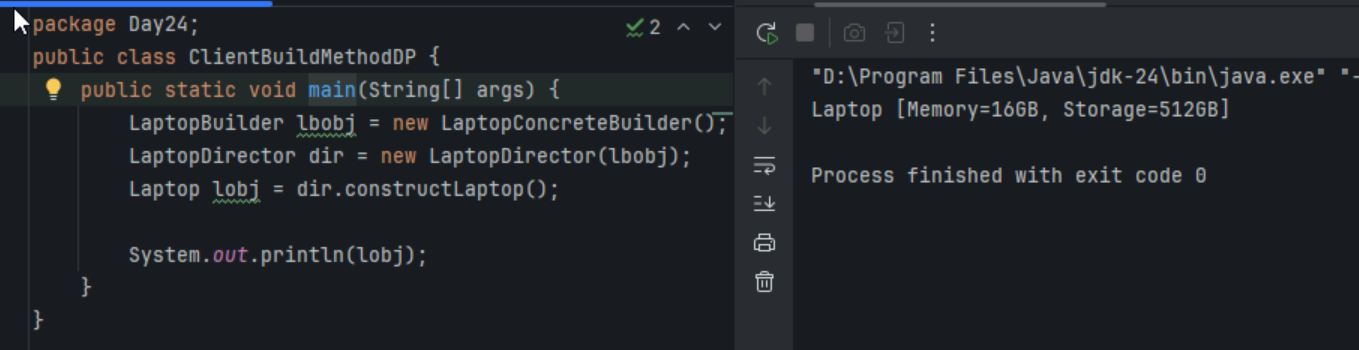 package Day24;
2
public class ClientBuildMethodDP {
public static void main(String[] args) {
LaptopBuilder lbobj = new LaptopConcreteBuilder();
LaptopDirector dir = new LaptopDirector(lbobj);
Laptop lobj = dir.constructLaptop();
System.out.println(lobj);
}
}
"D:\Program Files\Java\jdk-24\bin\java.exe" "-
Laptop [Memory=16GB, Storage=512GB]
Process finished with exit code 0